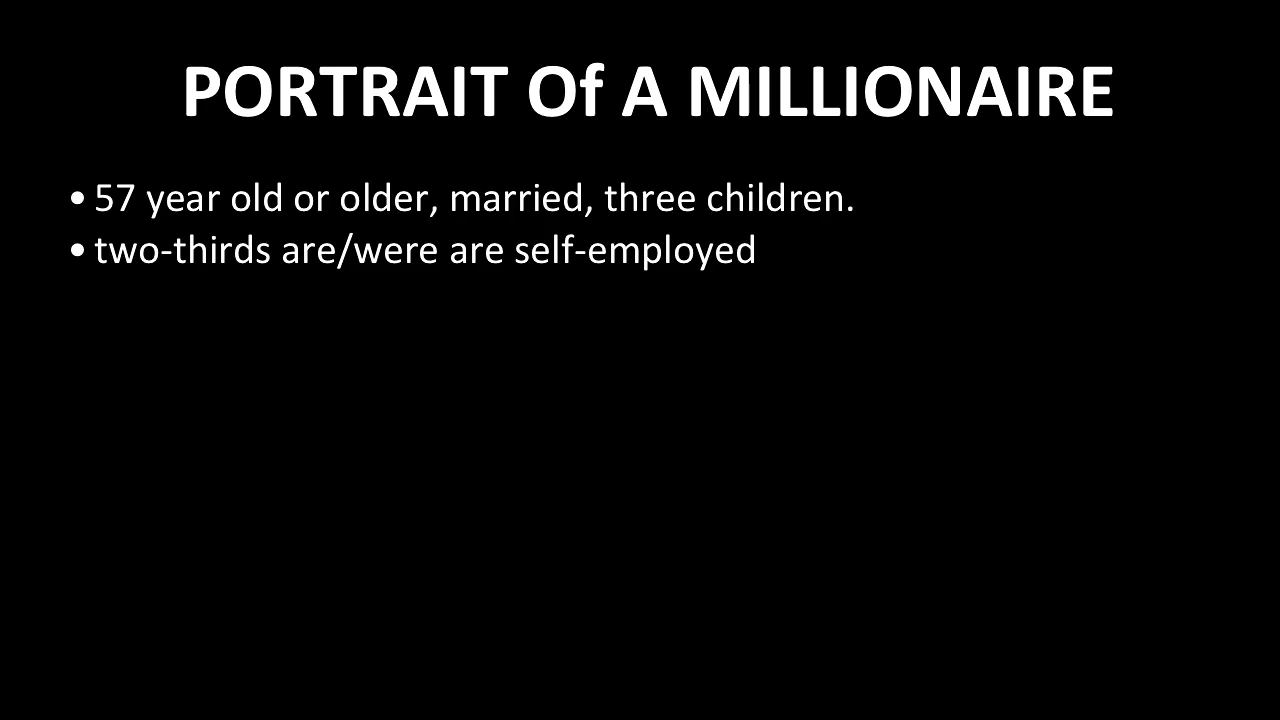 PORTRAIT Of A MILLIONAIRE
• 57 year old or older, married, three children.
• two-thirds are/were are self-employed